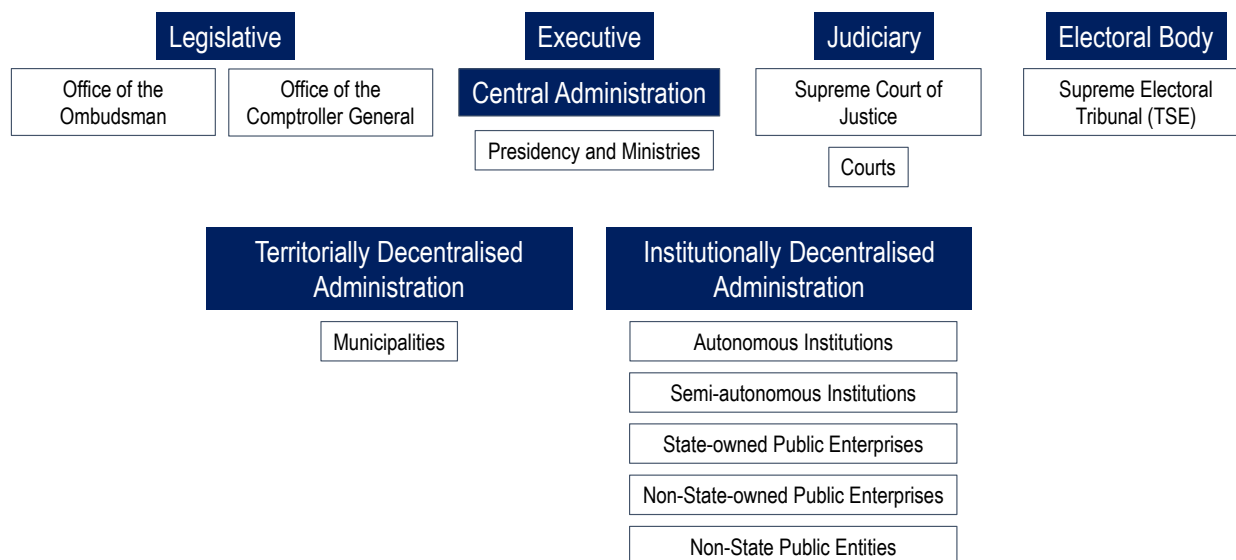 Legislative
Office of the
Ombudsman
Office of the
Comptroller General
Executive
Central Administration
Presidency and Ministries
Judiciary
Supreme Court of
Justice
Courts
Electoral Body
Supreme Electoral
Tribunal (TSE)
Territorially Decentralised
Administration
Municipalities
Institutionally Decentralised
Administration
Autonomous Institutions
Semi-autonomous Institutions
State-owned Public Enterprises
Non-State-owned Public Enterprises
Non-State Public Entities